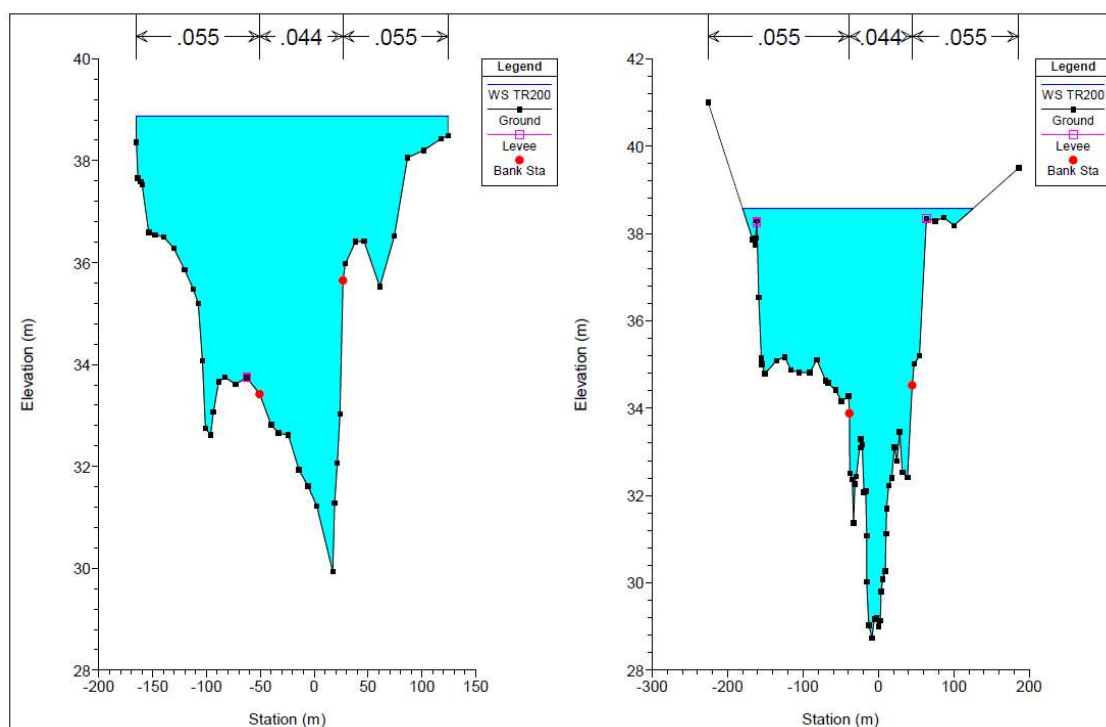 .055 .044 .055
40
38
36
34
32
30
28
-200 -150 -100 -50 0 50 100 150
Elevation (m)
Station (m)
Legend
WS TR200
Ground
Levee
Bank Sta
.055 .044 .055
42
40
38
36
34
32
30
28
-300 -200 -100 0 100 200
Elevation (m)
Station (m)
Legend
WS TR200
Ground
Levee
Bank Sta